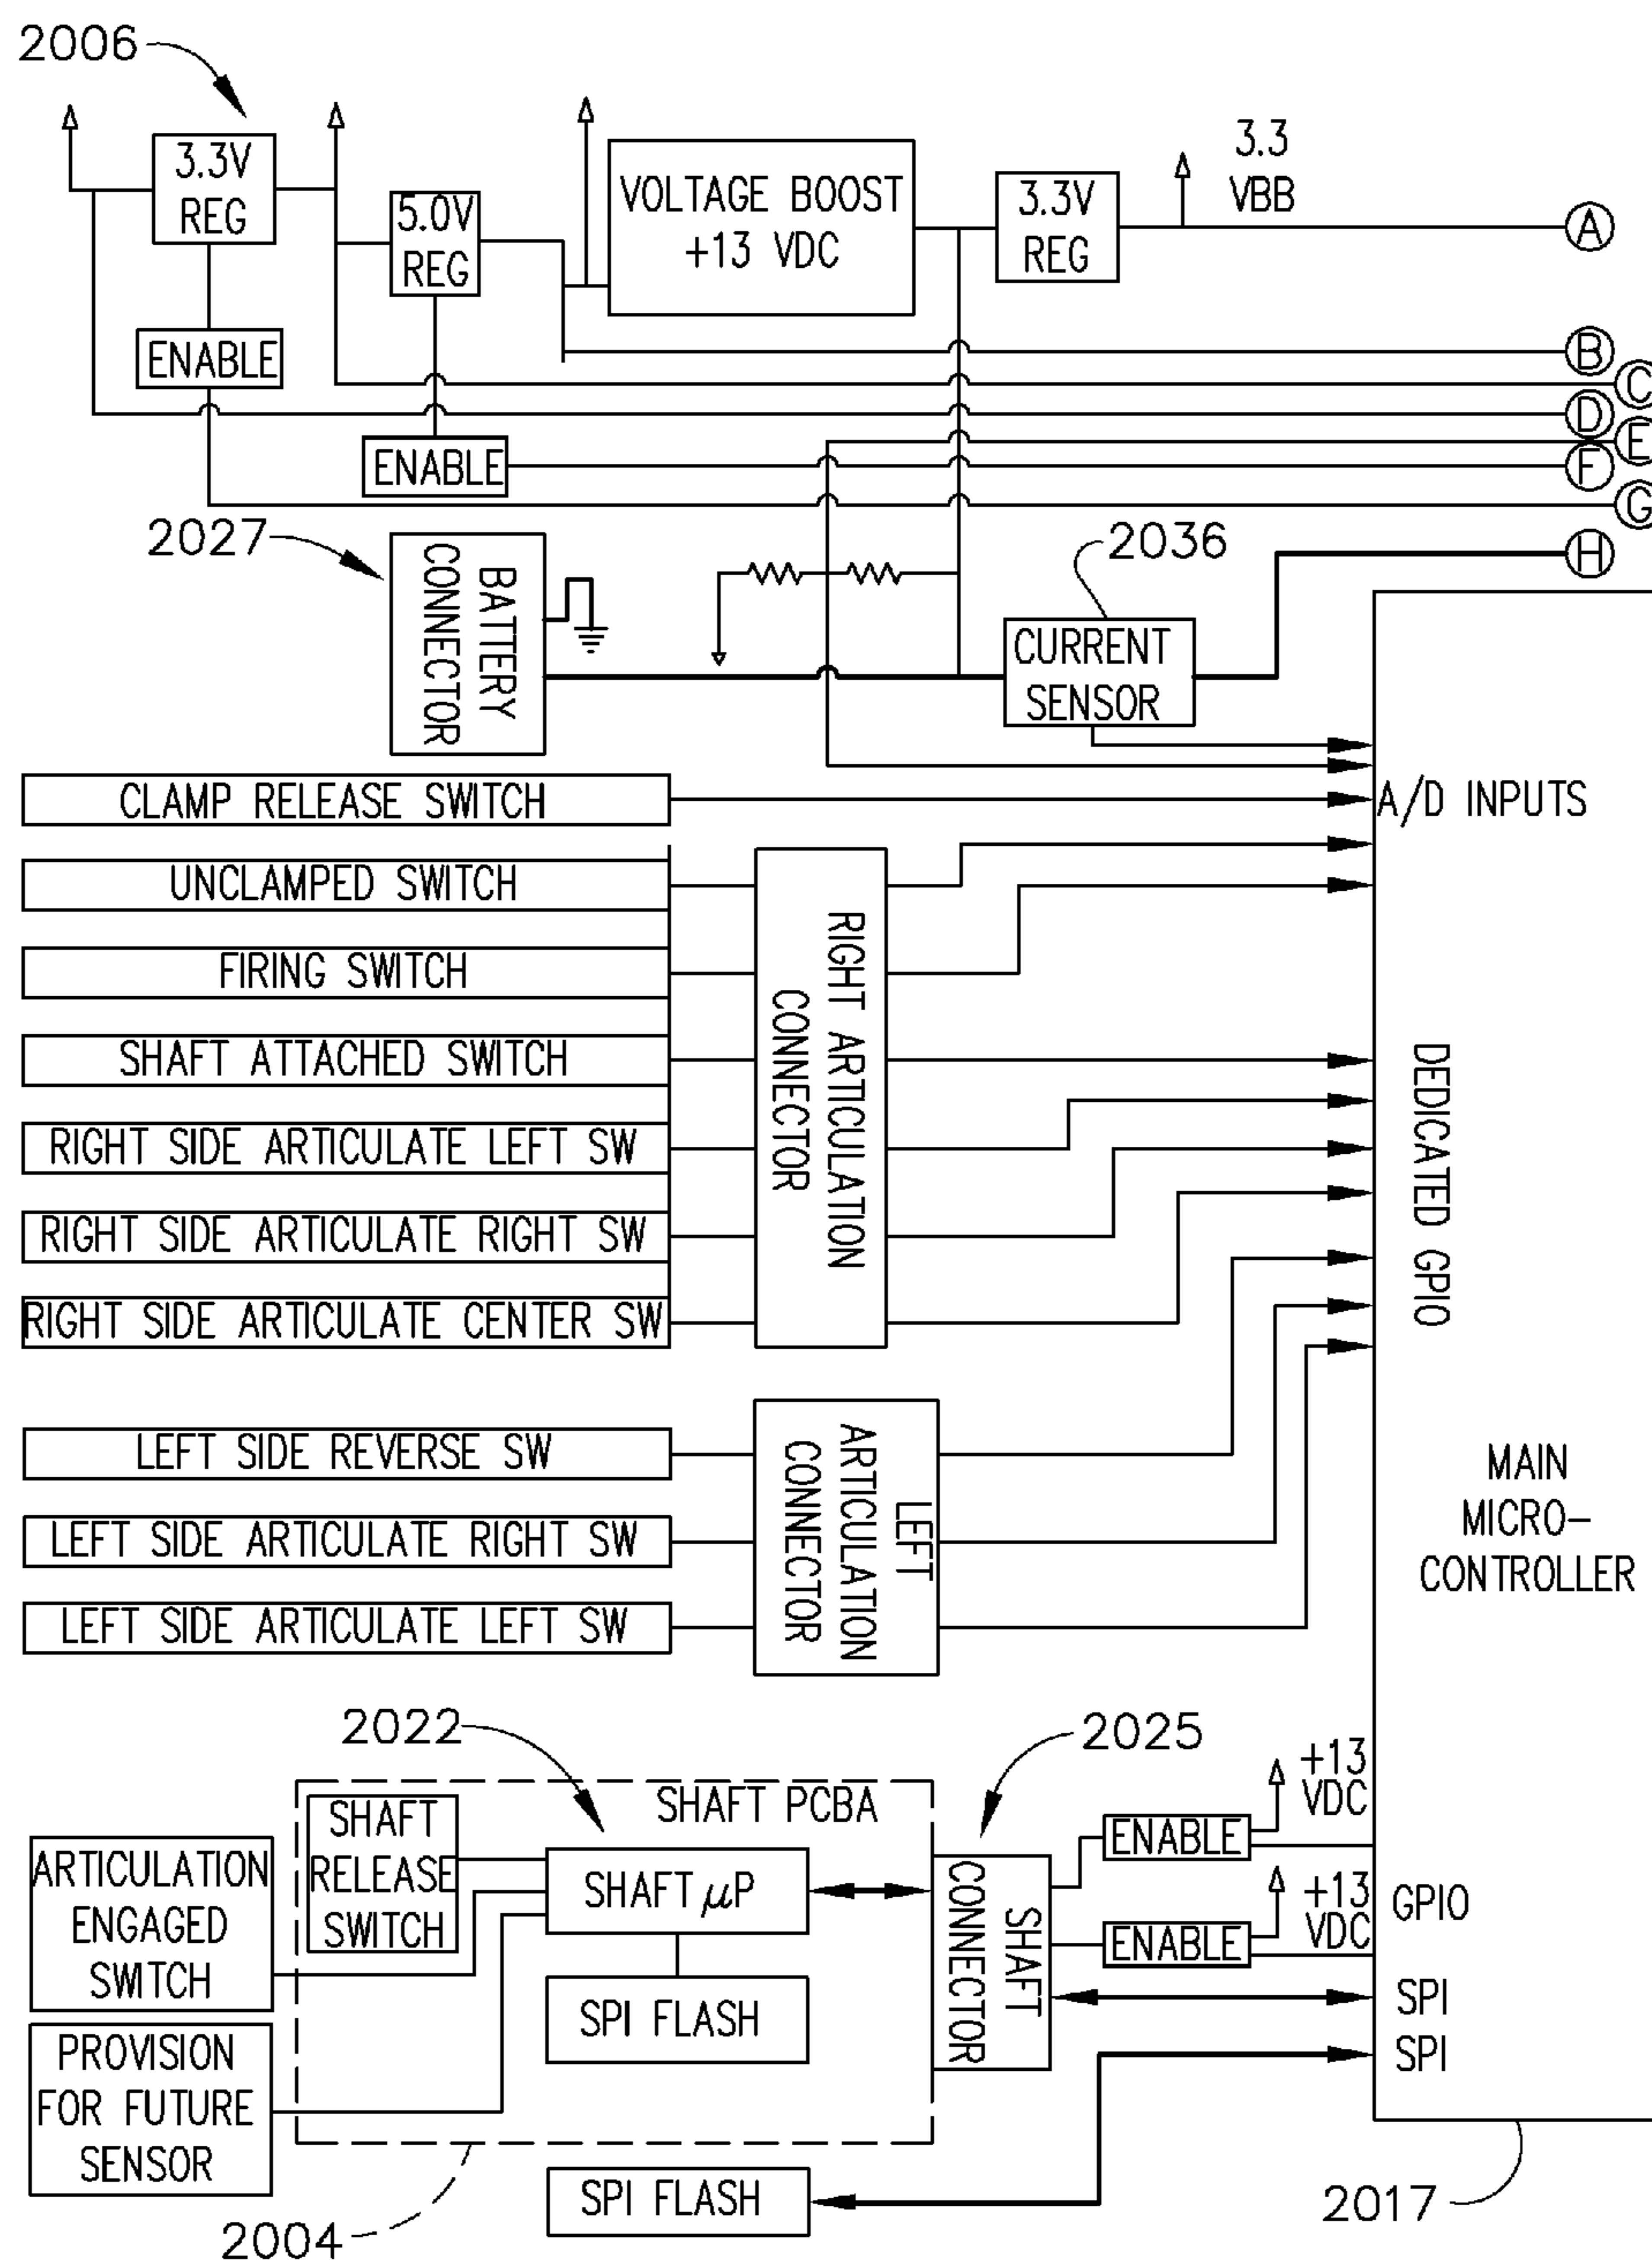 2006
3.3V
REG
5.0V
REG
VOLTAGE BOOST
+13 VDC
3.3V
REG
3.3
VBB
A
ENABLE
B
C
D
E
ENABLE
F
G
2027
BATTERY
CONNECTOR
2036
H
CURRENT
SENSOR
CLAMP RELEASE SWITCH
A/D INPUTS
UNCLAMPED SWITCH
FIRING SWITCH
SHAFT ATTACHED SWITCH
RIGHT SIDE ARTICULATE LEFT SW
RIGHT SIDE ARTICULATE RIGHT SW
RIGHT SIDE ARTICULATE CENTER SW
RIGHT ARTICULATION
CONNECTOR
DEDICATED GPIO
LEFT SIDE REVERSE SW
LEFT SIDE ARTICULATE RIGHT SW
LEFT SIDE ARTICULATE LEFT SW
LEFT
ARTICULATION
CONNECTOR
MAIN
MICRO-
CONTROLLER
2022
2025
SHAFT PCBA
SHAFT
RELEASE
SWITCH
ARTICULATION
ENGAGED
SWITCH
SHAFT μP
SPI FLASH
SHAFT
CONNECTOR
ENABLE
+13
VDC
ENABLE
+13
VDC
GPIO
SPI
SPI
PROVISION
FOR FUTURE
SENSOR
SPI FLASH
2004
2017